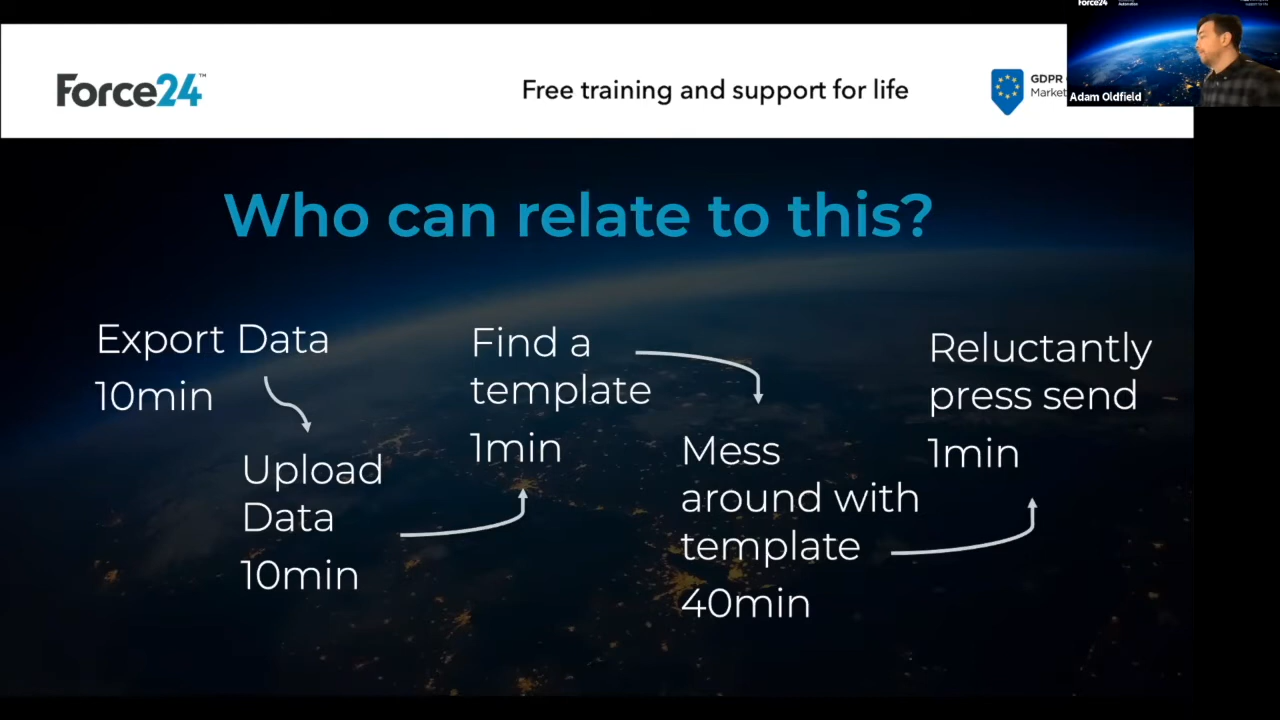 Force24™
Free training and support for life
GDPR
Market
Force24
Adam Oldfield
Who can relate to this?
Export Data
10min
Upload
Data
10min
Find a
template
1min
Mess
around with
template
40min
Reluctantly
press send
1min